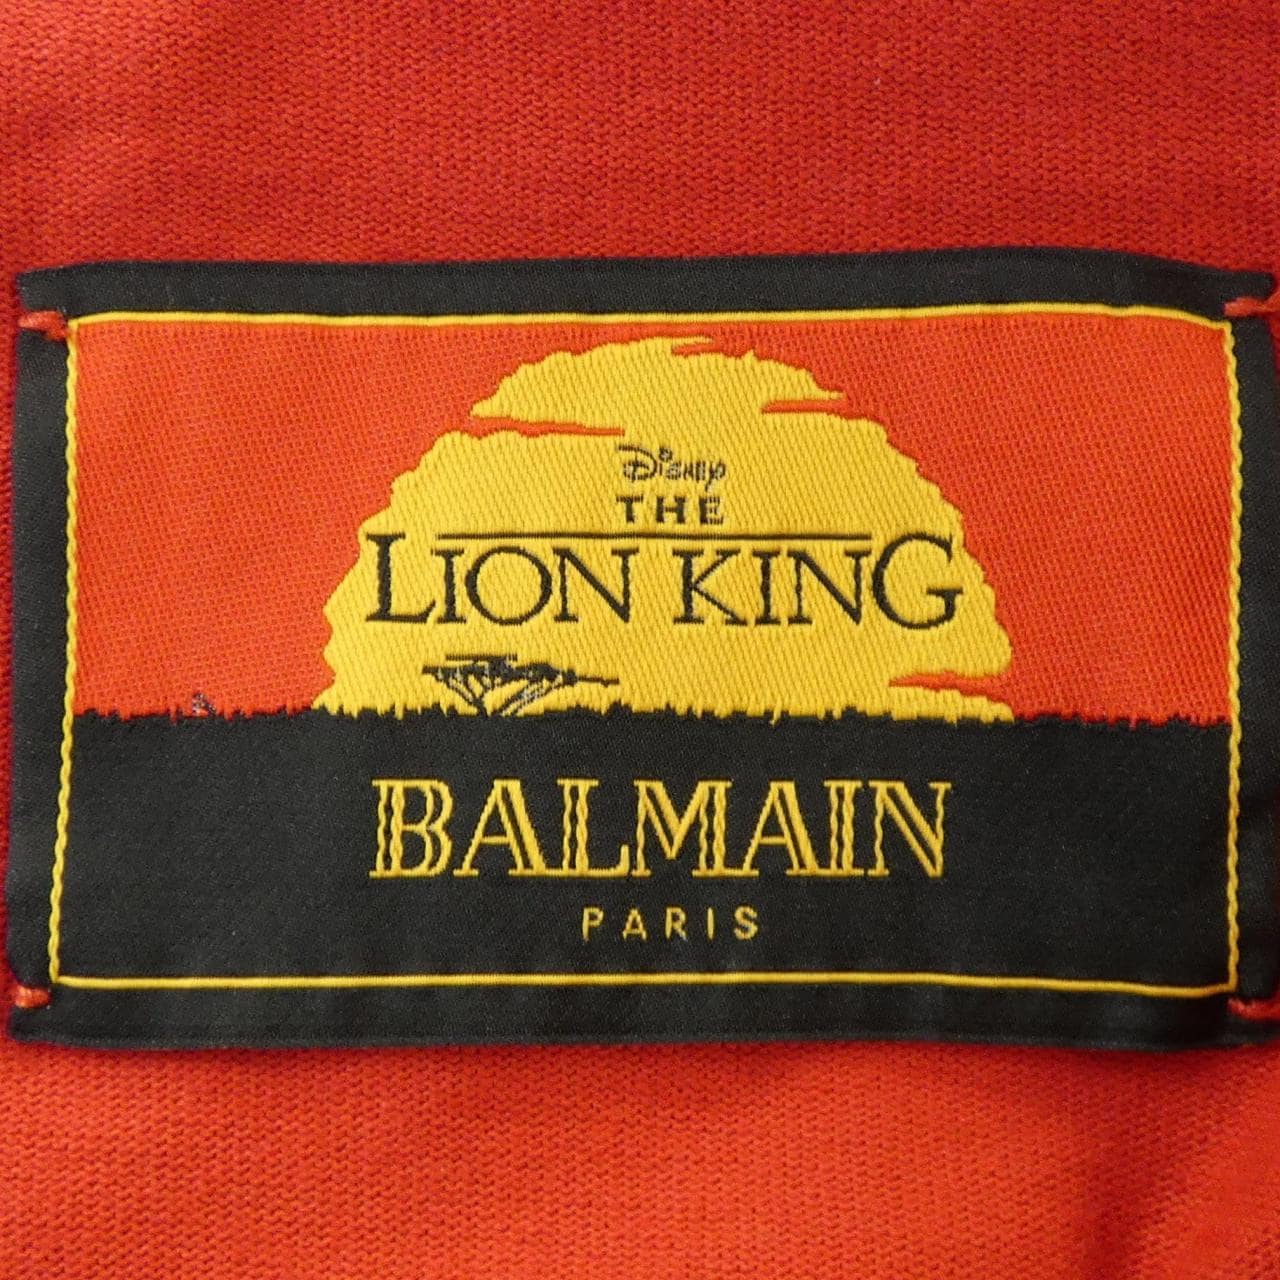 Disney
THE
LION KING
BALMAIN
PARIS